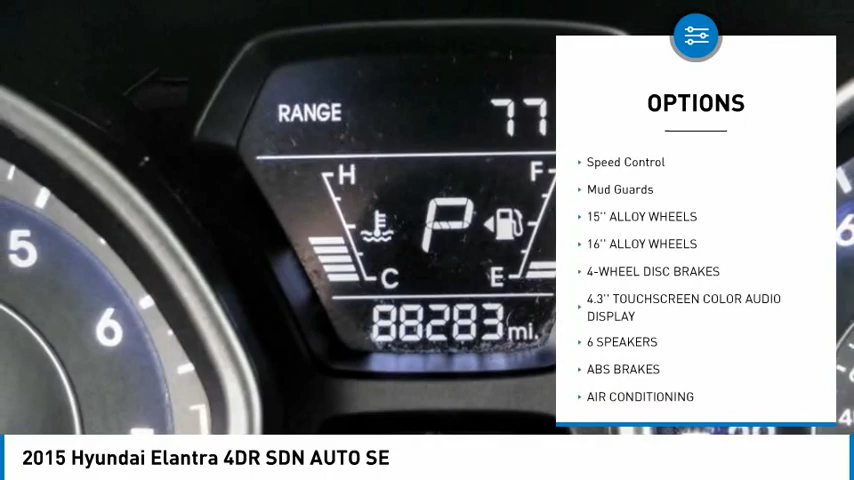 RANGE 77
H
F
P
C
E
88283 mi.
5
6
6
OPTIONS
Speed Control
Mud Guards
15'' ALLOY WHEELS
16'' ALLOY WHEELS
4-WHEEL DISC BRAKES
4.3'' TOUCHSCREEN COLOR AUDIO
DISPLAY
6 SPEAKERS
ABS BRAKES
AIR CONDITIONING
2015 Hyundai Elantra 4DR SDN AUTO SE